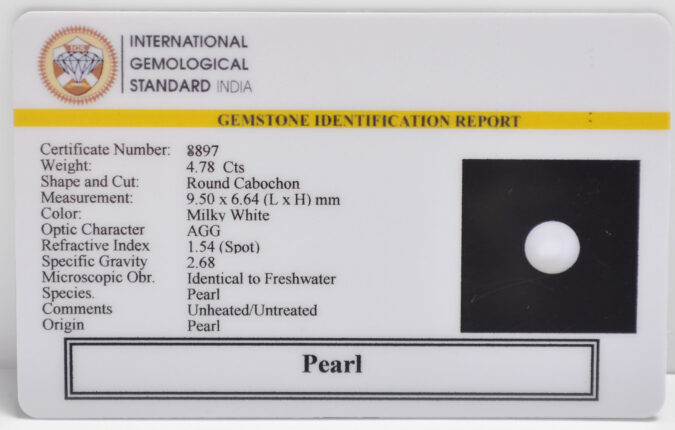 IGS
INTERNATIONAL
GEMOLOGICAL
STANDARD INDIA
GEMSTONE IDENTIFICATION REPORT
Certificate Number: 8897
Weight: 4.78 Cts
Shape and Cut: Round Cabochon
Measurement: 9.50 x 6.64 (L x H) mm
Color: Milky White
Optic Character AGG
Refractive Index 1.54 (Spot)
Specific Gravity 2.68
Microscopic Obr. Identical to Freshwater
Species. Pearl
Comments Unheated/Untreated
Origin Pearl
Pearl